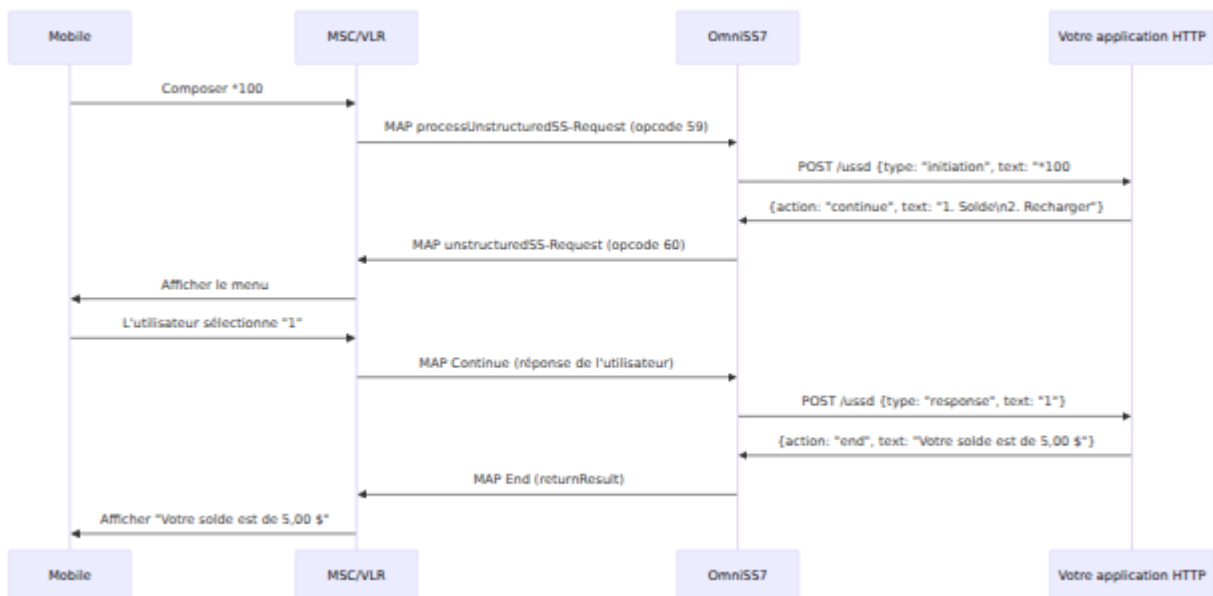 Mobile
MSC/VLR
OmniSS7
Votre application HTTP
Composer *100
MAP processUnstructuredSS-Request (opcode 59)
POST /ussd {type: "initiation", text: "*100
{action: "continue", text: "1. Solde\n2. Recharger"}
MAP unstructuredSS-Request (opcode 60)
Afficher le menu
L'utilisateur sélectionne "1"
MAP Continue (réponse de l'utilisateur)
POST /ussd {type: "response", text: "1"}
{action: "end", text: "Votre solde est de 5,00 $"}
MAP End (returnResult)
Afficher "Votre solde est de 5,00 $"
Mobile
MSC/VLR
OmniSS7
Votre application HTTP